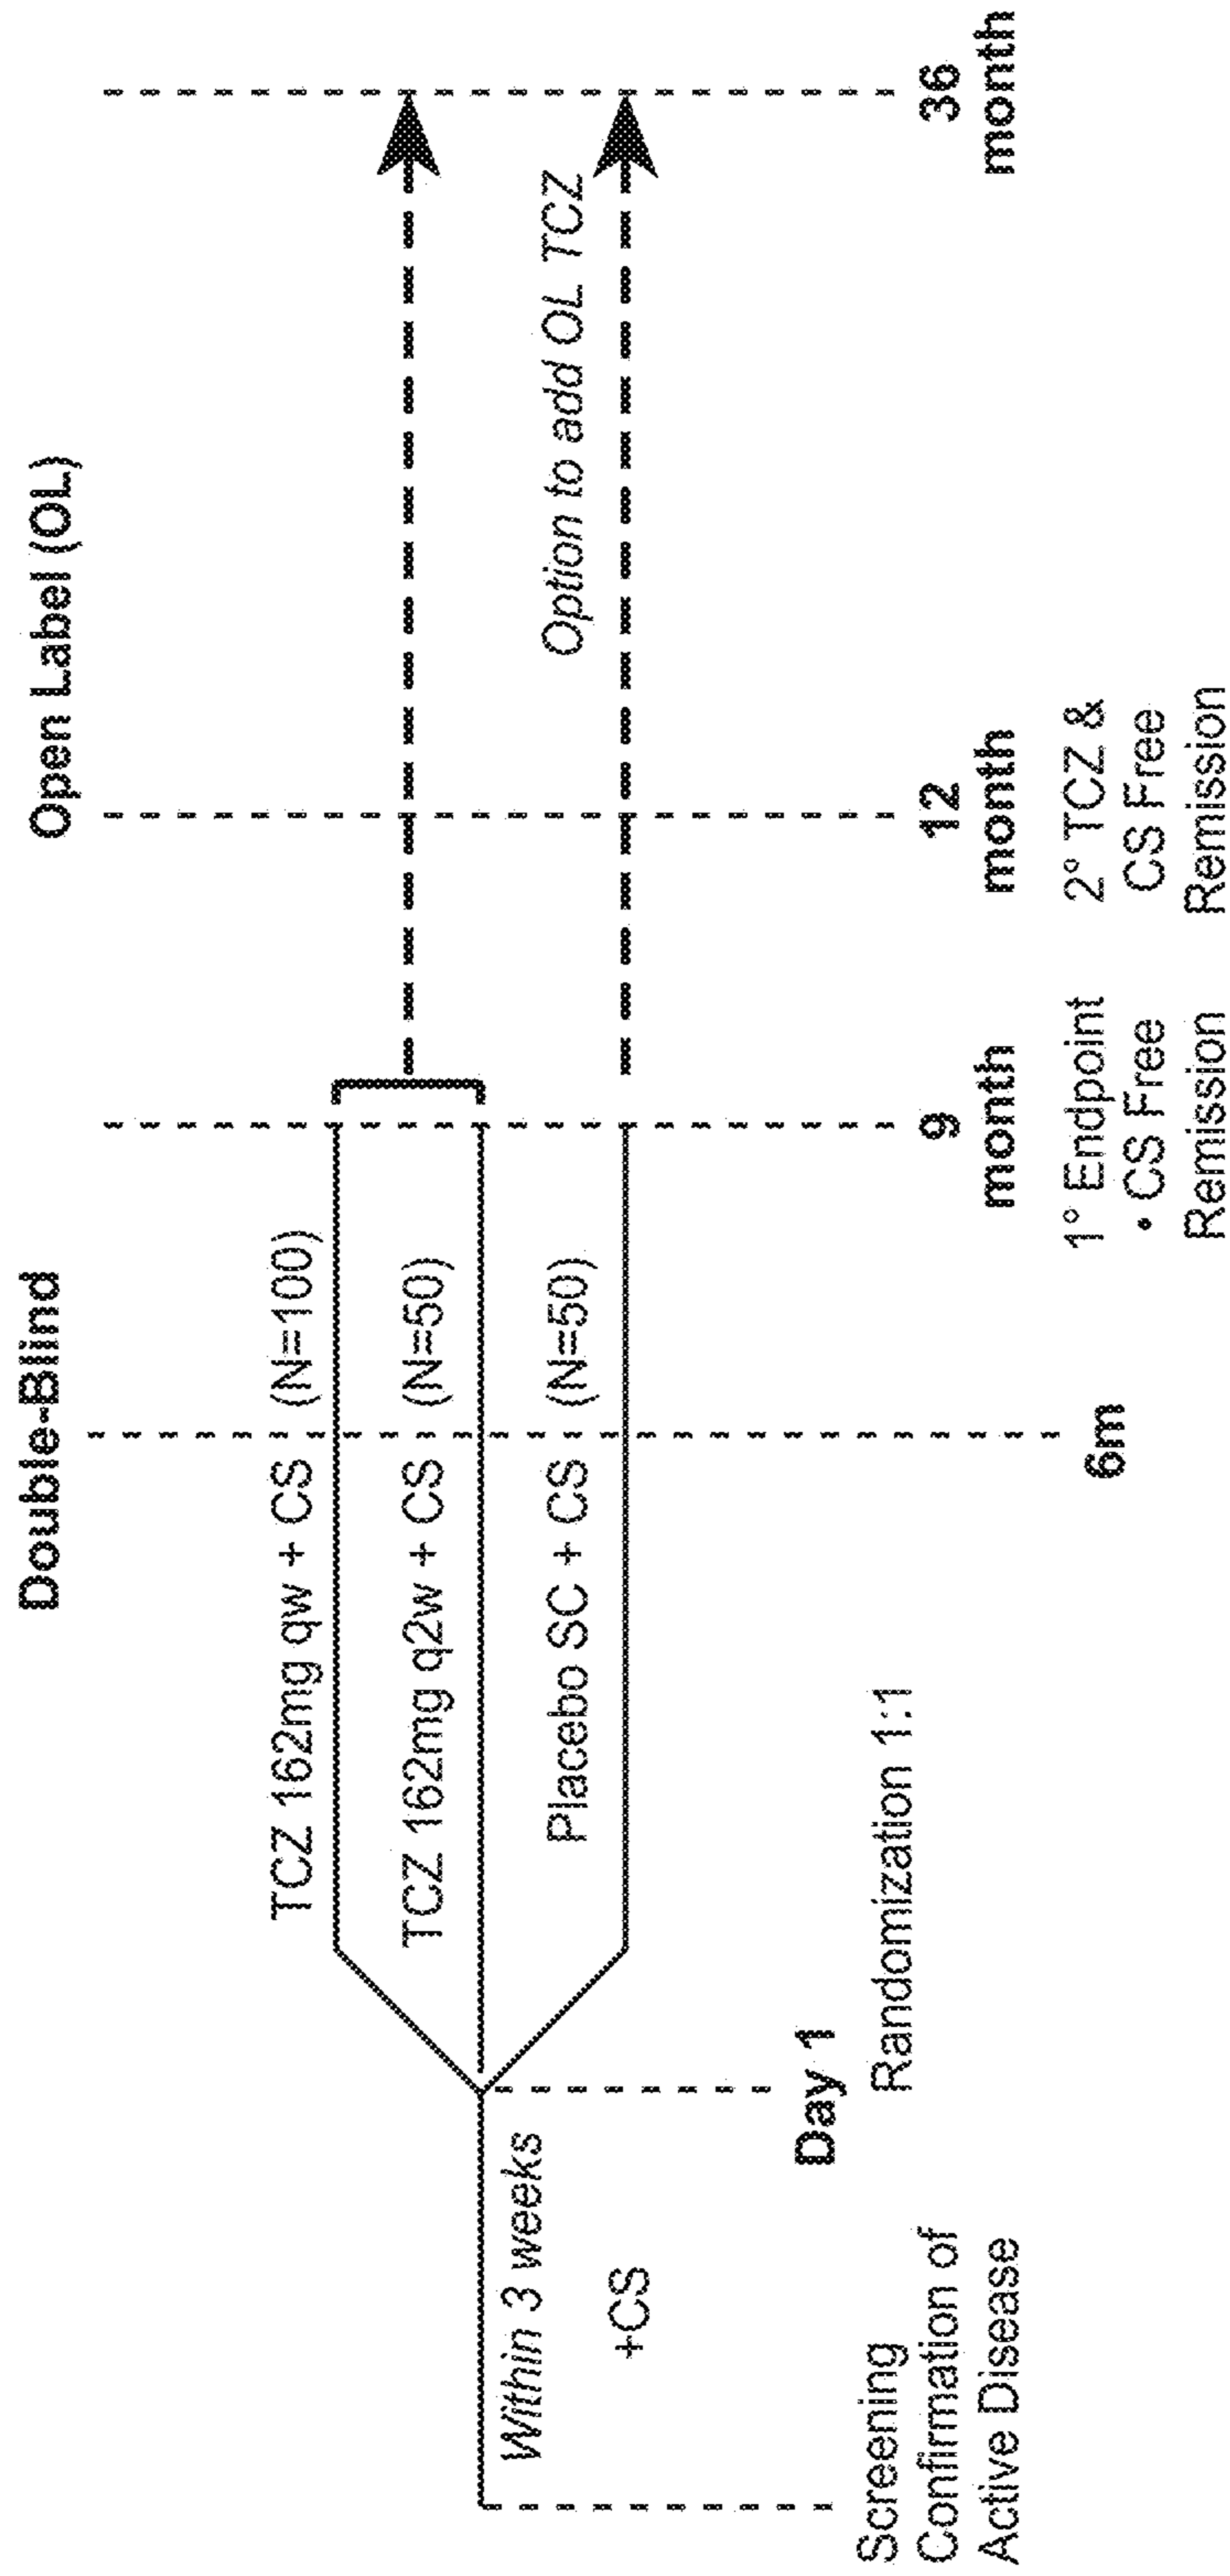 Double-Blind
Open Label (OL)
TCZ 162mg qw + CS (N=100)
TCZ 162mg q2w + CS (N=50)
Within 3 weeks
Placebo SC + CS (N=50)
Option to add OL TCZ
+CS
Day 1
Randomization 1:1
Screening
Confirmation of
Active Disease
6m
9
month
1° Endpoint
• CS Free
Remission
12
month
2° TCZ &
CS Free
Remission
36
month